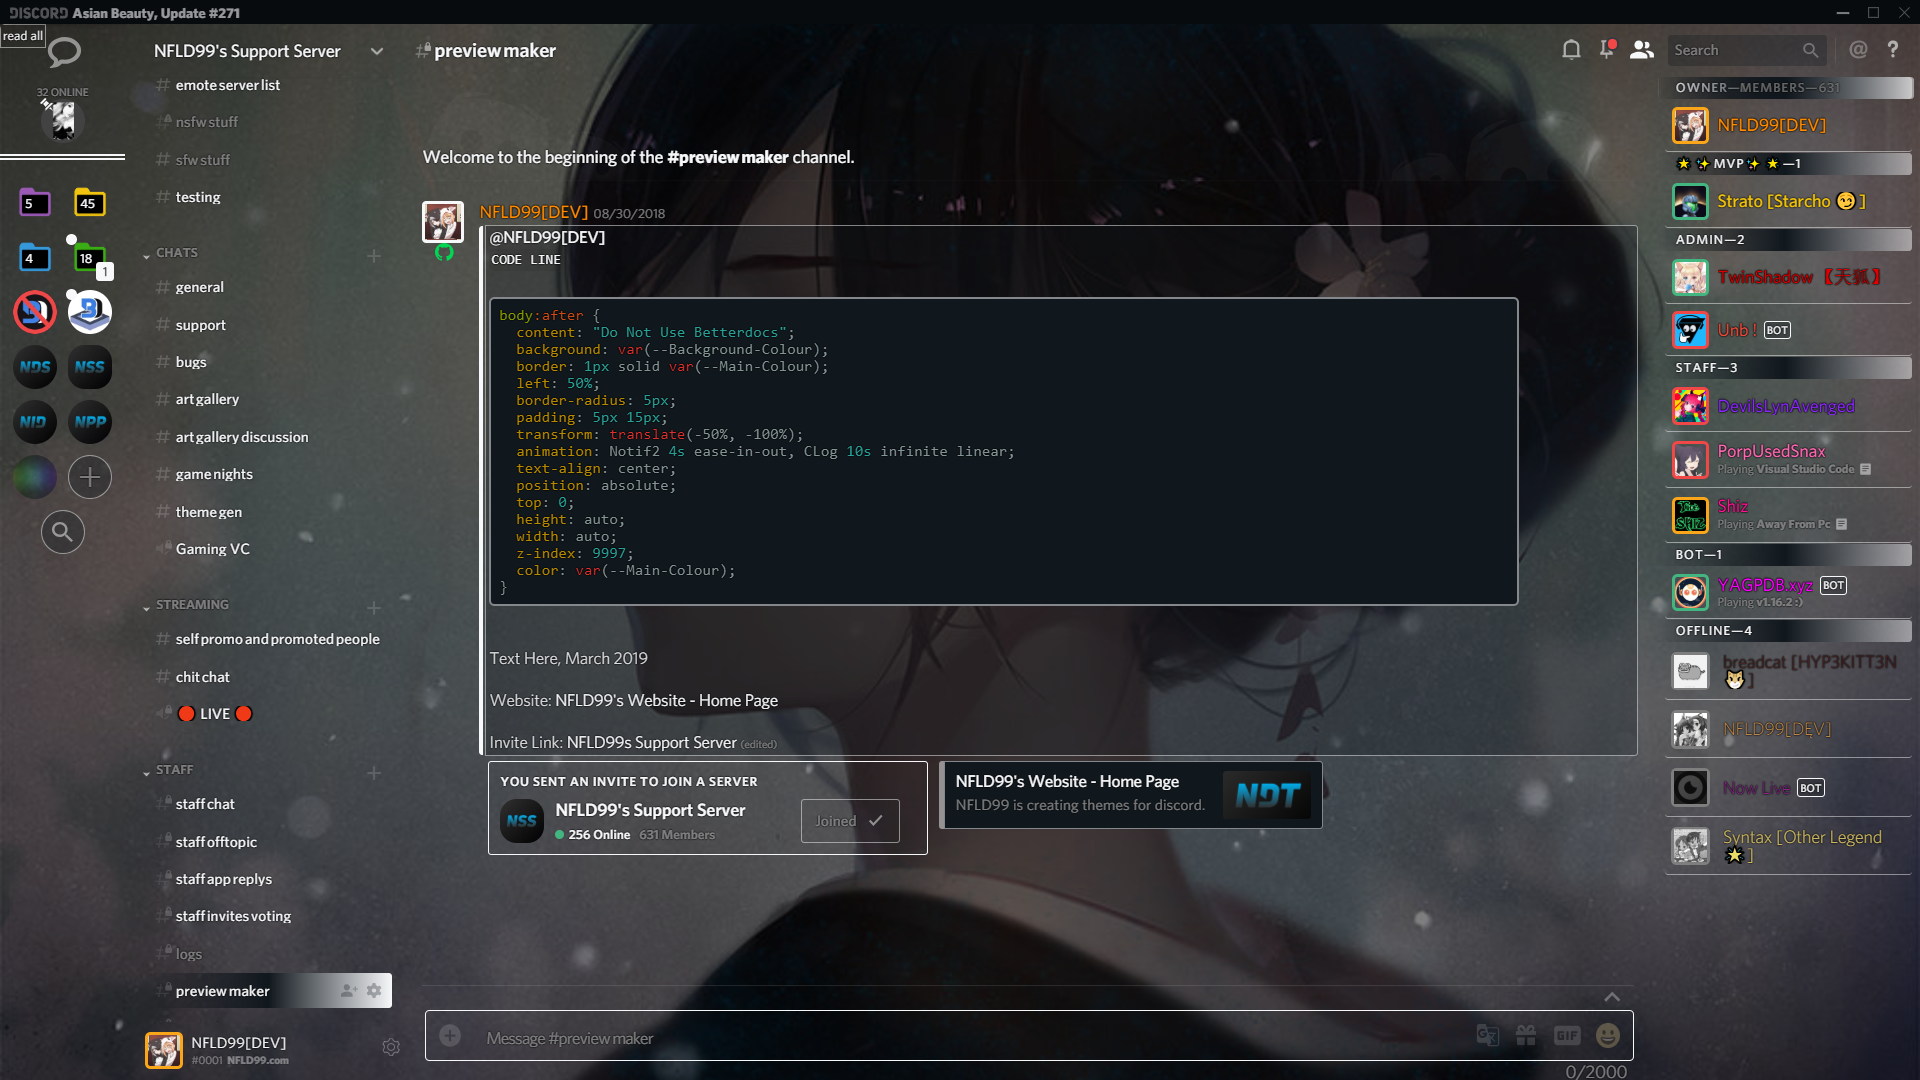 DISCORD Asian Beauty, Update #271
read all
32 ONLINE
5
45
4
18
1
NDS
NSS
NID
NPP
NFLD99's Support Server
emote server list
nsfw stuff
sfw stuff
testing
CHATS
general
support
bugs
art gallery
art gallery discussion
game nights
theme gen
Gaming VC
STREAMING
self promo and promoted people
chit chat
🔴 LIVE 🔴
STAFF
staff chat
staff offtopic
staff app replys
staff invites voting
logs
preview maker
NFLD99[DEV]
#0001 NFLD99.com
preview maker
Search
Welcome to the beginning of the #preview maker channel.
NFLD99[DEV] 08/30/2018
@NFLD99[DEV]
CODE LINE
body:after {
content: "Do Not Use Betterdocs";
background: var(--Background-Colour);
border: 1px solid var(--Main-Colour);
left: 50%;
border-radius: 5px;
padding: 5px 15px;
transform: translate(-50%, -100%);
animation: Notif2 4s ease-in-out, CLog 10s infinite linear;
text-align: center;
position: absolute;
top: 0;
height: auto;
width: auto;
z-index: 9997;
color: var(--Main-Colour);
}
Text Here, March 2019
Website: NFLD99's Website - Home Page
Invite Link: NFLD99s Support Server (edited)
YOU SENT AN INVITE TO JOIN A SERVER
NSS
NFLD99's Support Server
256 Online 631 Members
Joined
NFLD99's Website - Home Page
NFLD99 is creating themes for discord.
NDT
Message #preview maker
GIF
0/2000
OWNER—MEMBERS—631
NFLD99[DEV]
🌟✨MVP✨🌟—1
Strato [Starcho 😏]
ADMIN—2
TwinShadow 【天狐】
Unb ! BOT
STAFF—3
DevilsLynAvenged
PorpUsedSnax
Playing Visual Studio Code
Shiz
Playing Away From Pc
BOT—1
YAGPDB.xyz BOT
Playing v1.16.2 :)
OFFLINE—4
breadcat [HYP3KITT3N
🐱]
NFLD99[DEV]
Now Live BOT
Syntax [Other Legend
🌟]